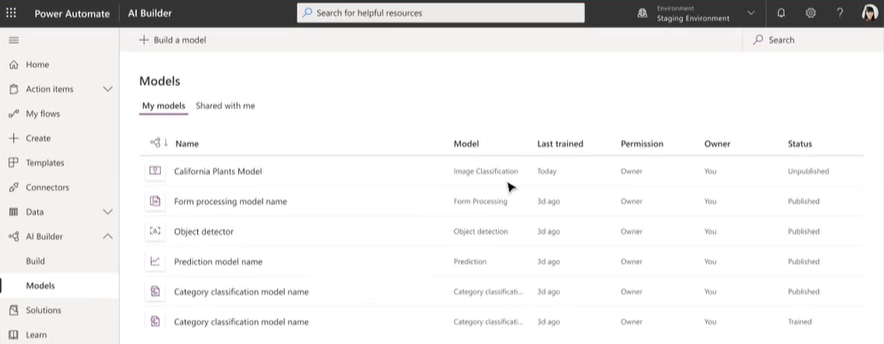 Power Automate AI Builder Search for helpful resources Environment
Staging Environment ?
Build a model Search
Home
Action items
My flows
Create
Templates
Connectors
Data
AI Builder
Build
Models
Solutions
Learn
Models
My models Shared with me
Name Model Last trained Permission Owner Status
California Plants Model Image Classification Today Owner You Unpublished
Form processing model name Form Processing 3d ago Owner You Published
Object detector Object detection 3d ago Owner You Published
Prediction model name Prediction 3d ago Owner You Published
Category classification model name Category classificati... 3d ago Owner You Published
Category classification model name Category classificati... 3d ago Owner You Trained